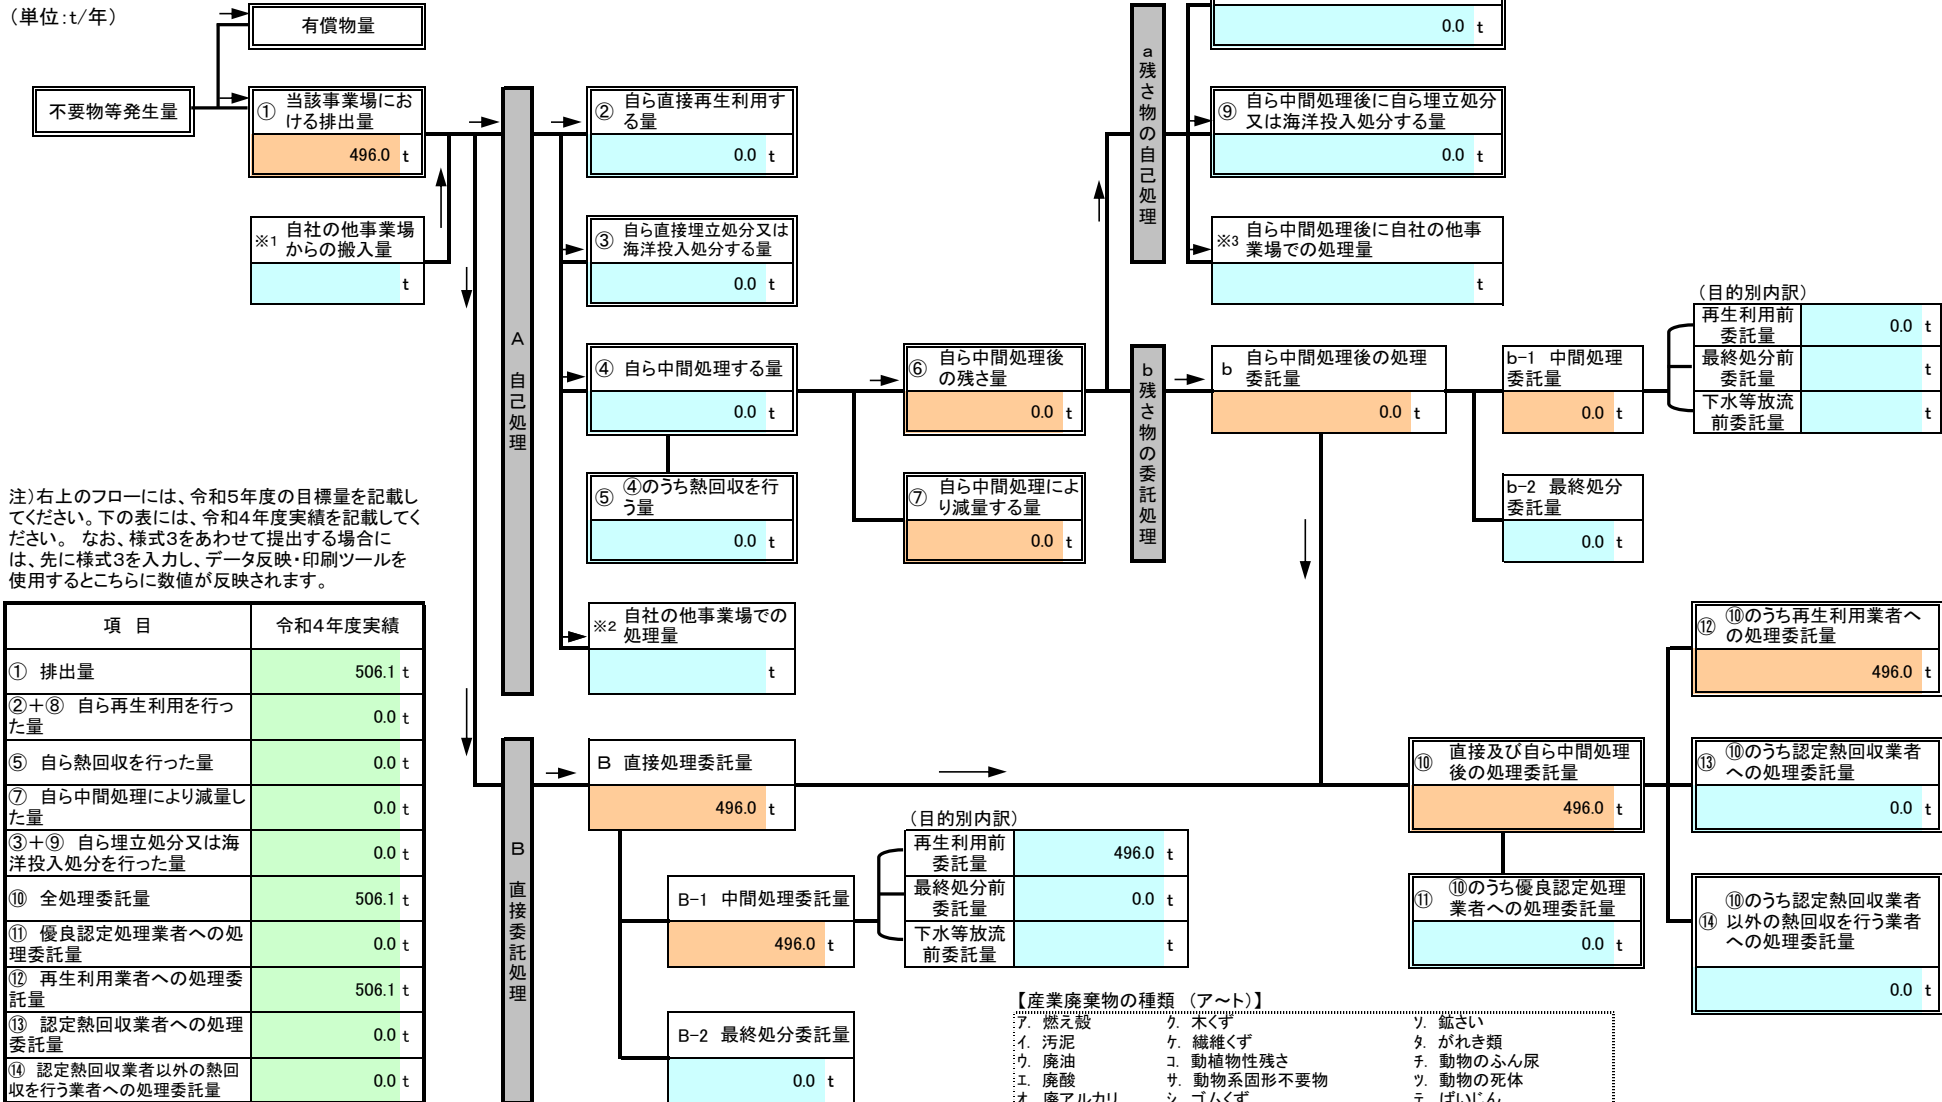 （単位：t/年）
有償物量
不要物等発生量
① 当該事業場にお
ける排出量
496.0 t
※1 自社の他事業場
からの搬入量
t
A 自己処理
② 自ら直接再生利用す
る量
0.0 t
③ 自ら直接埋立処分又は
海洋投入処分する量
0.0 t
④ 自ら中間処理する量
0.0 t
⑤ ④のうち熱回収を行
う量
0.0 t
※2 自社の他事業場での
処理量
t
⑥ 自ら中間処理後
の残さ量
0.0 t
⑦ 自ら中間処理によ
り減量する量
0.0 t
a 残さ物の自己処理
0.0 t
⑨ 自ら中間処理後に自ら埋立処分
又は海洋投入処分する量
0.0 t
※3 自ら中間処理後に自社の他事
業場での処理量
t
b 残さ物の委託処理
b 自ら中間処理後の処理
委託量
0.0 t
b-1 中間処理
委託量
0.0 t
（目的別内訳）
再生利用前
委託量
0.0 t
最終処分前
委託量
t
下水等放流
前委託量
t
b-2 最終処分
委託量
0.0 t
注）右上のフローには、令和5年度の目標量を記載し
てください。下の表には、令和4年度実績を記載してく
ださい。 なお、様式3をあわせて提出する場合に
は、先に様式3を入力し、データ反映・印刷ツールを
使用するとこちらに数値が反映されます。
項 目 令和4年度実績
① 排出量 506.1 t
②＋⑧ 自ら再生利用を行っ
た量 0.0 t
⑤ 自ら熱回収を行った量 0.0 t
⑦ 自ら中間処理により減量し
た量 0.0 t
③＋⑨ 自ら埋立処分又は海
洋投入処分を行った量 0.0 t
⑩ 全処理委託量 506.1 t
⑪ 優良認定処理業者への処
理委託量 0.0 t
⑫ 再生利用業者への処理委
託量 506.1 t
⑬ 認定熱回収業者への処理
委託量 0.0 t
⑭ 認定熱回収業者以外の熱回
収を行う業者への処理委託量 0.0 t
B 直接委託処理
B 直接処理委託量
496.0 t
B-1 中間処理委託量
496.0 t
（目的別内訳）
再生利用前
委託量
496.0 t
最終処分前
委託量
0.0 t
下水等放流
前委託量
t
B-2 最終処分委託量
0.0 t
⑩ 直接及び自ら中間処理
後の処理委託量
496.0 t
⑪ ⑩のうち優良認定処理
業者への処理委託量
0.0 t
⑫ ⑩のうち再生利用業者へ
の処理委託量
496.0 t
⑬ ⑩のうち認定熱回収業者
への処理委託量
0.0 t
⑭ ⑩のうち認定熱回収業者
以外の熱回収を行う業者
への処理委託量
0.0 t
【産業廃棄物の種類 （ア～ト）】
ア. 燃え殻 ク. 木くず ソ. 鉱さい
イ. 汚泥 ケ. 繊維くず タ. がれき類
ウ. 廃油 コ. 動植物性残さ チ. 動物のふん尿
エ. 廃酸 サ. 動物系固形不要物 ツ. 動物の死体
オ. 廃アルカリ シ. ゴムくず テ. ばいじん